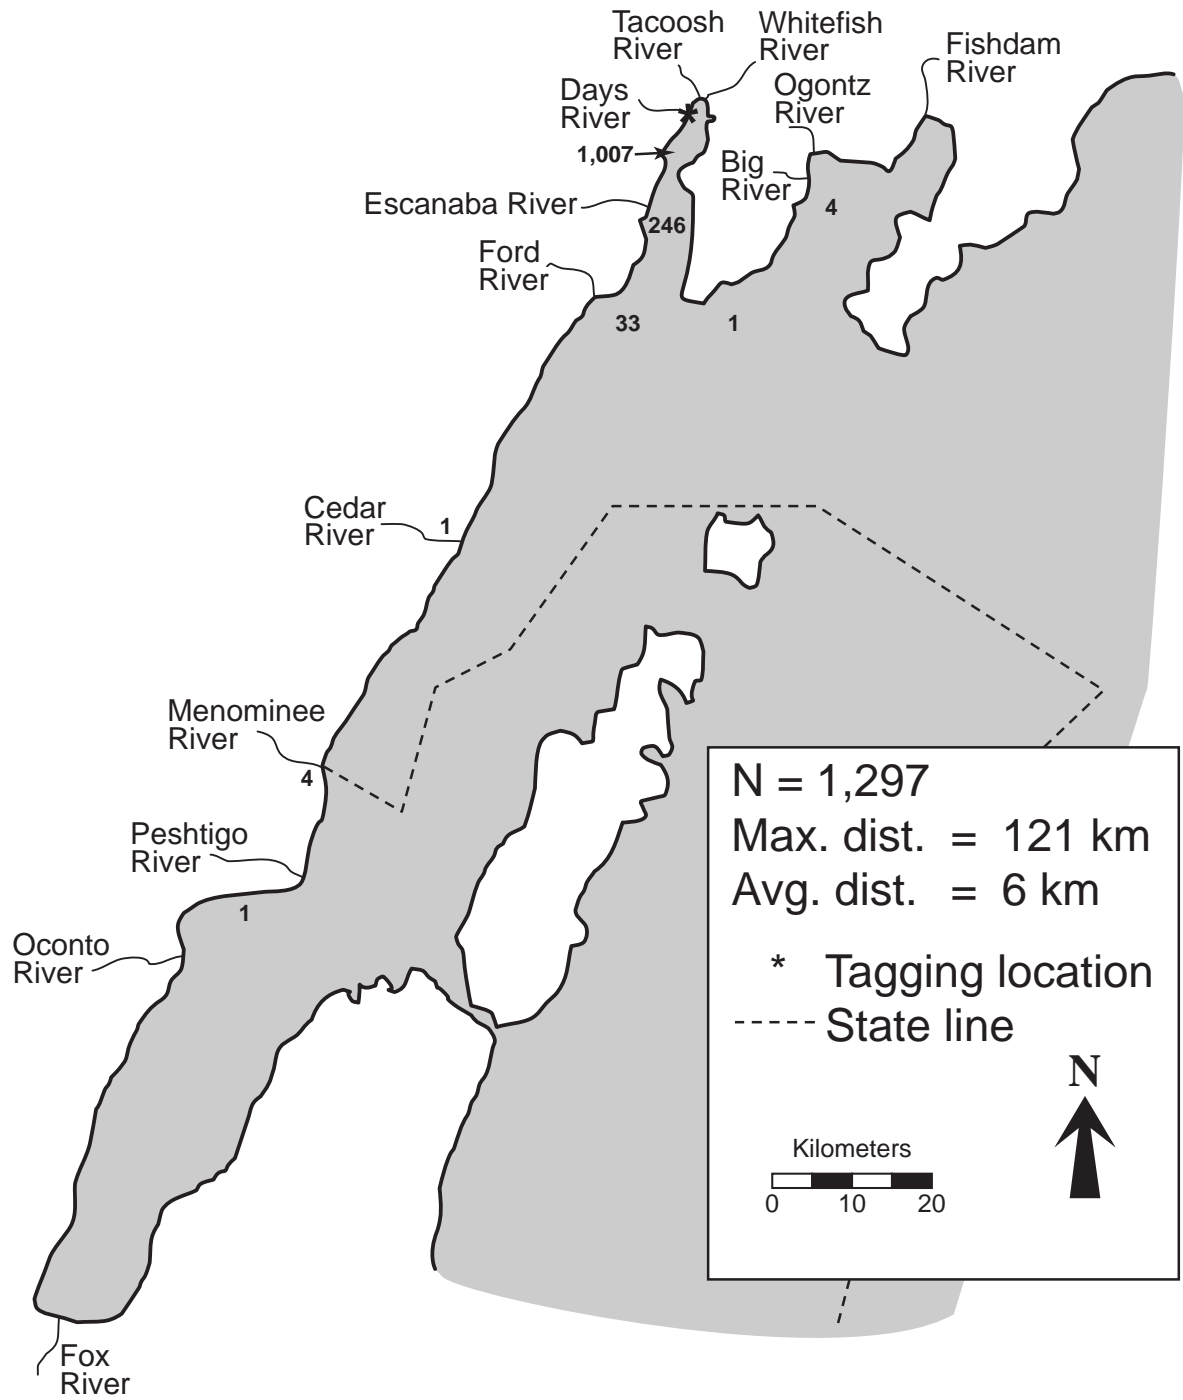 Tacoosh
River
Whitefish
River
Fishdam
River
Days
River
*
Ogontz
River
1,007
Big
River
Escanaba River
4
246
Ford
River
33
1
Cedar
River
1
Menominee
River
4
Peshtigo
River
1
Oconto
River
Fox
River
N = 1,297
Max. dist. = 121 km
Avg. dist. = 6 km
* Tagging location
State line
N
Kilometers
0 10 20